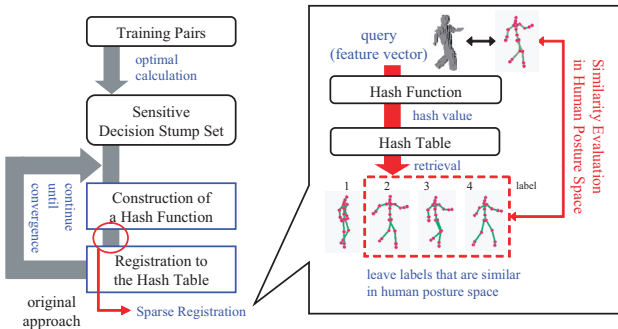 Training Pairs
optimal
calculation
Sensitive
Decision Stump Set
continue
until
convergence
Construction of
a Hash Function
Registration to
the Hash Table
original
approach
Sparse Registration
query
(feature vector)
Hash Function
hash value
Hash Table
retrieval
1 2 3 4 label
leave labels that are similar
in human posture space
Similarity Evaluation
in Human Posture Space